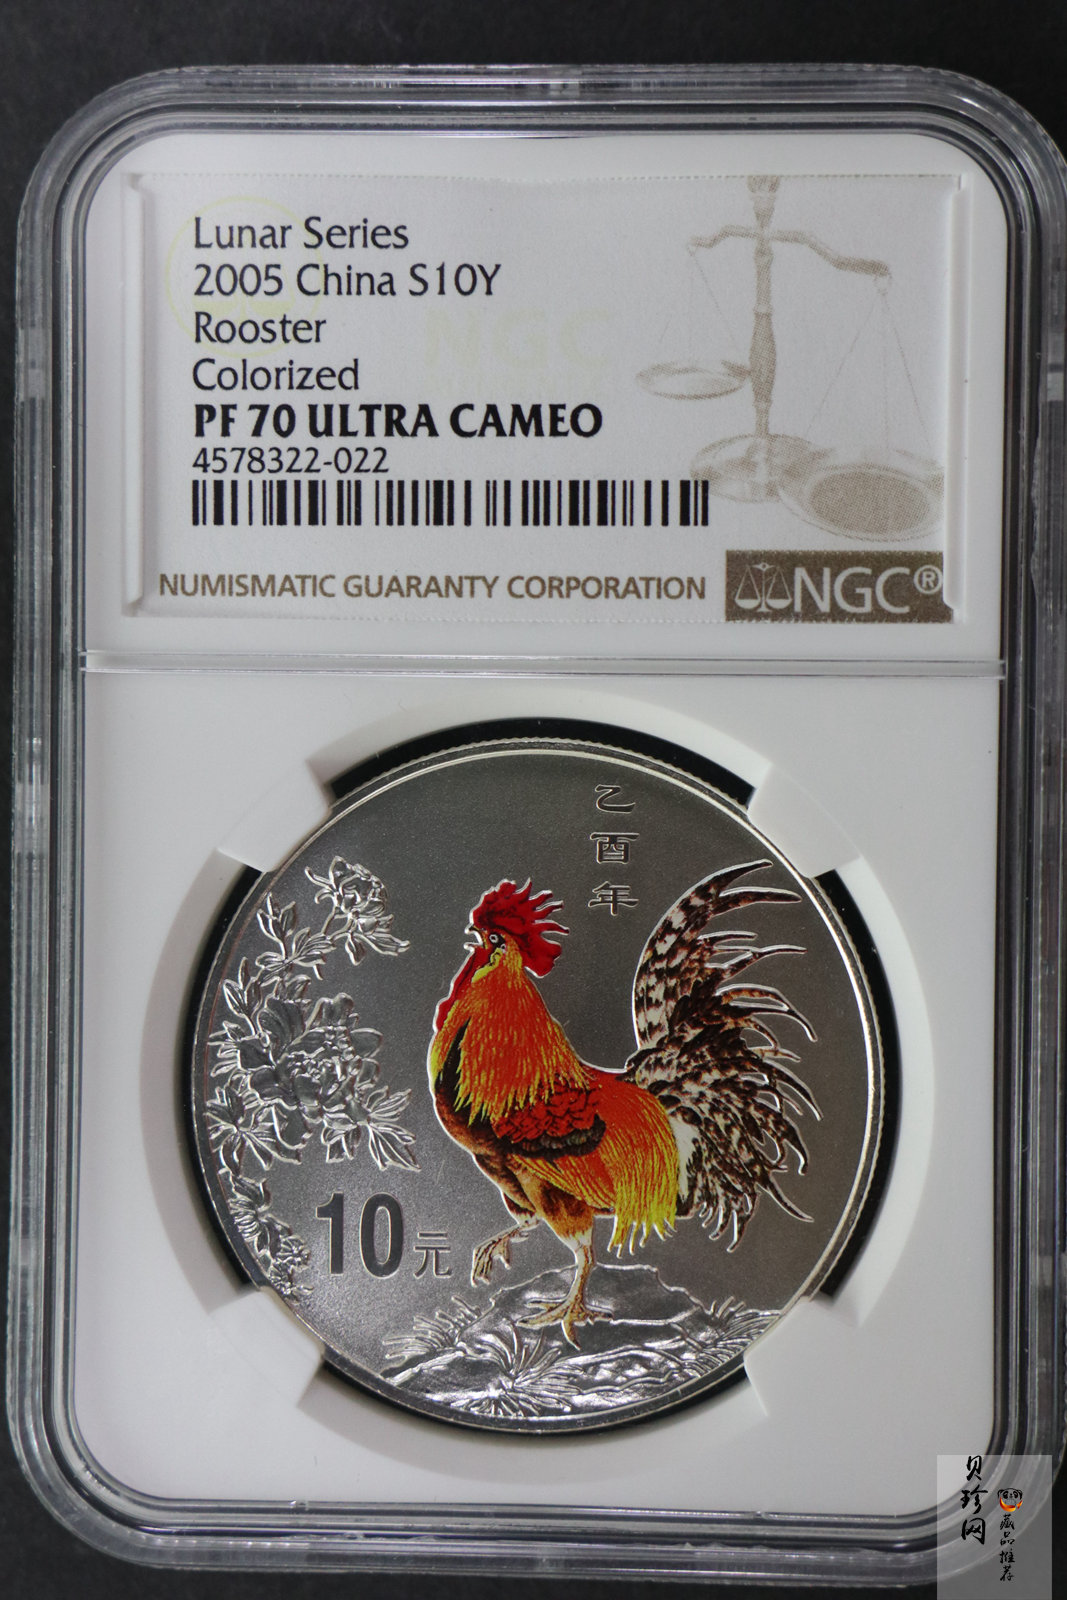 Lunar Series
2005 China S10Y
Rooster
Colorized
PF 70 ULTRA CAMEO
4578322-022
NUMISMATIC GUARANTY CORPORATION
NGC®
NGC
乙酉年
10元
贝珍网
藏品推荐